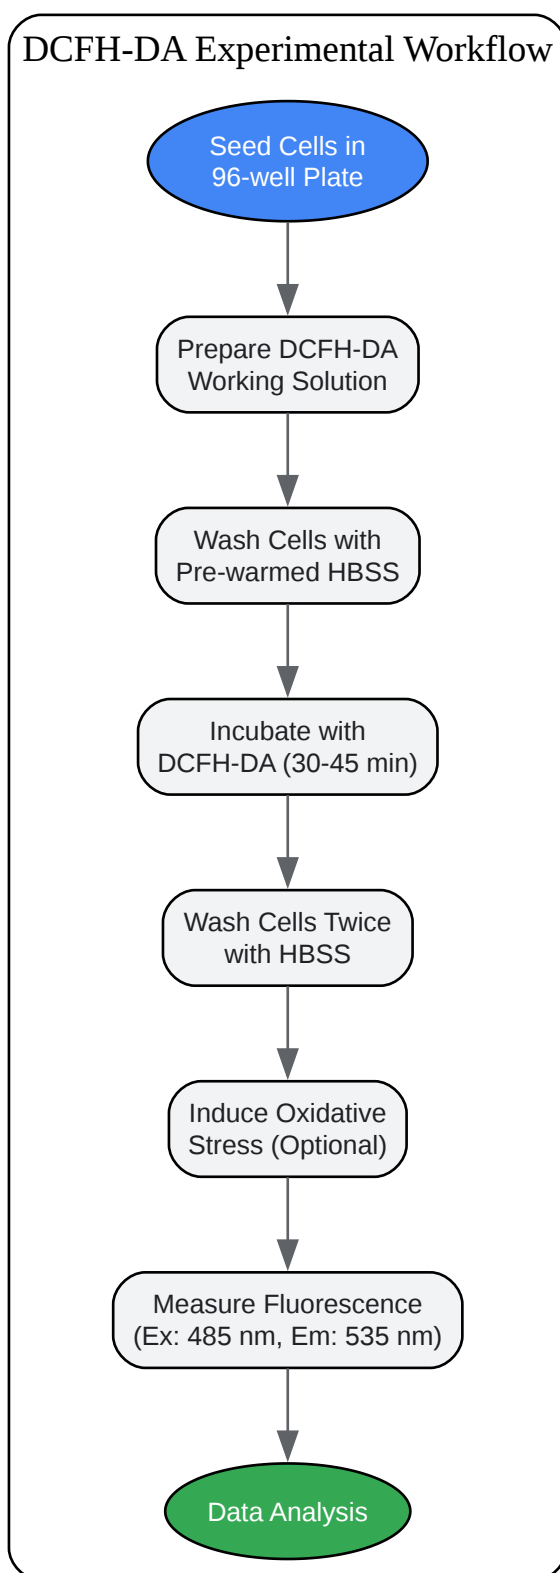 DCFH-DA Experimental Workflow
Seed Cells in
96-well Plate
Prepare DCFH-DA
Working Solution
Wash Cells with
Pre-warmed HBSS
Incubate with
DCFH-DA (30-45 min)
Wash Cells Twice
with HBSS
Induce Oxidative
Stress (Optional)
Measure Fluorescence
(Ex: 485 nm, Em: 535 nm)
Data Analysis